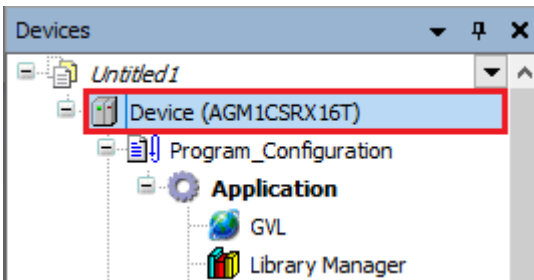 Devices
Untitled1
Device (AGM1CSRX16T)
Program_Configuration
Application
GVL
Library Manager